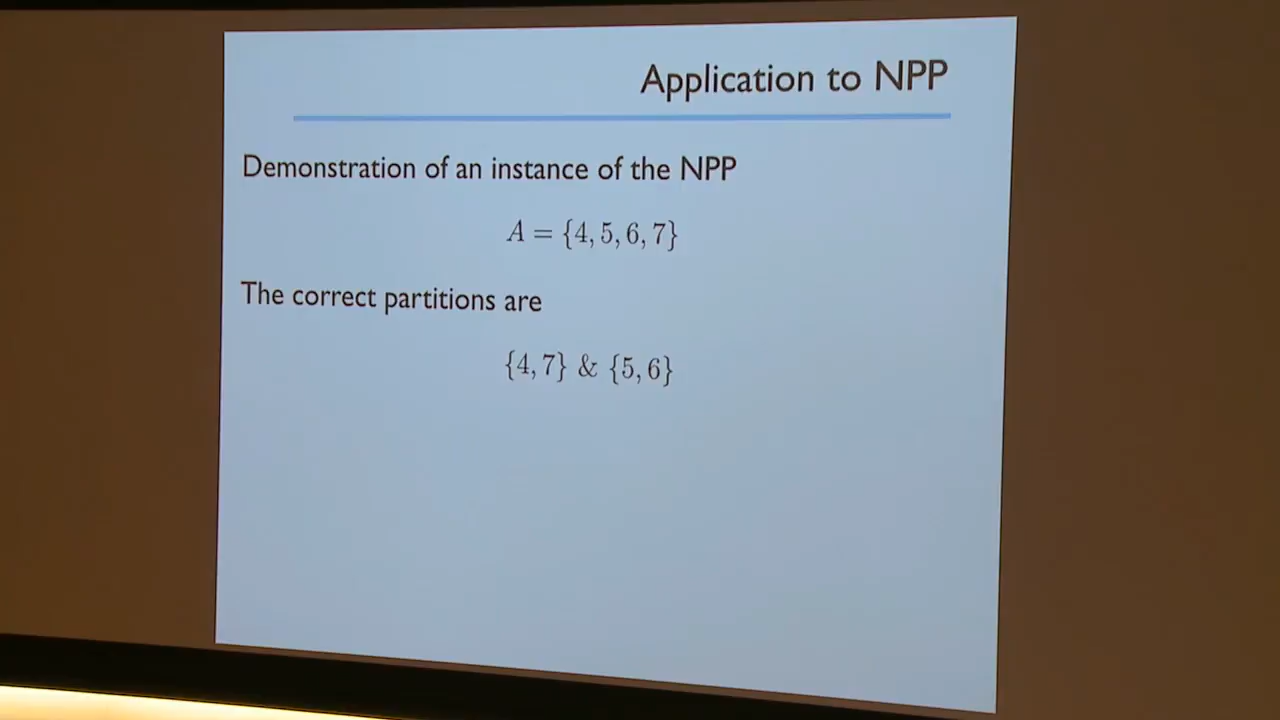 Application to NPP
Demonstration of an instance of the NPP
A = {4, 5, 6, 7}
The correct partitions are
{4, 7} & {5, 6}